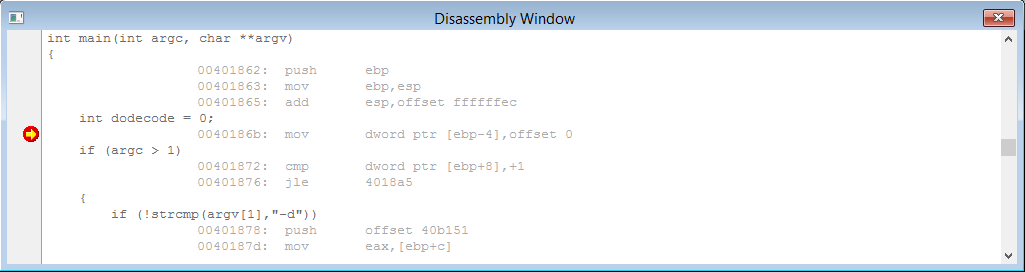 Disassembly Window
int main(int argc, char **argv)
{
00401862: push ebp
00401863: mov ebp,esp
00401865: add esp,offset ffffffec
int dodecode = 0;
0040186b: mov dword ptr [ebp-4],offset 0
if (argc > 1)
00401872: cmp dword ptr [ebp+8],+1
00401876: jle 4018a5
{
if (!strcmp(argv[1],"-d"))
00401878: push offset 40b151
0040187d: mov eax,[ebp+c]